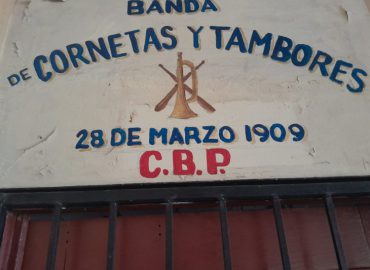 BANDA
DE CORNETAS Y TAMBORES
28 DE MARZO 1909
C.B.P.